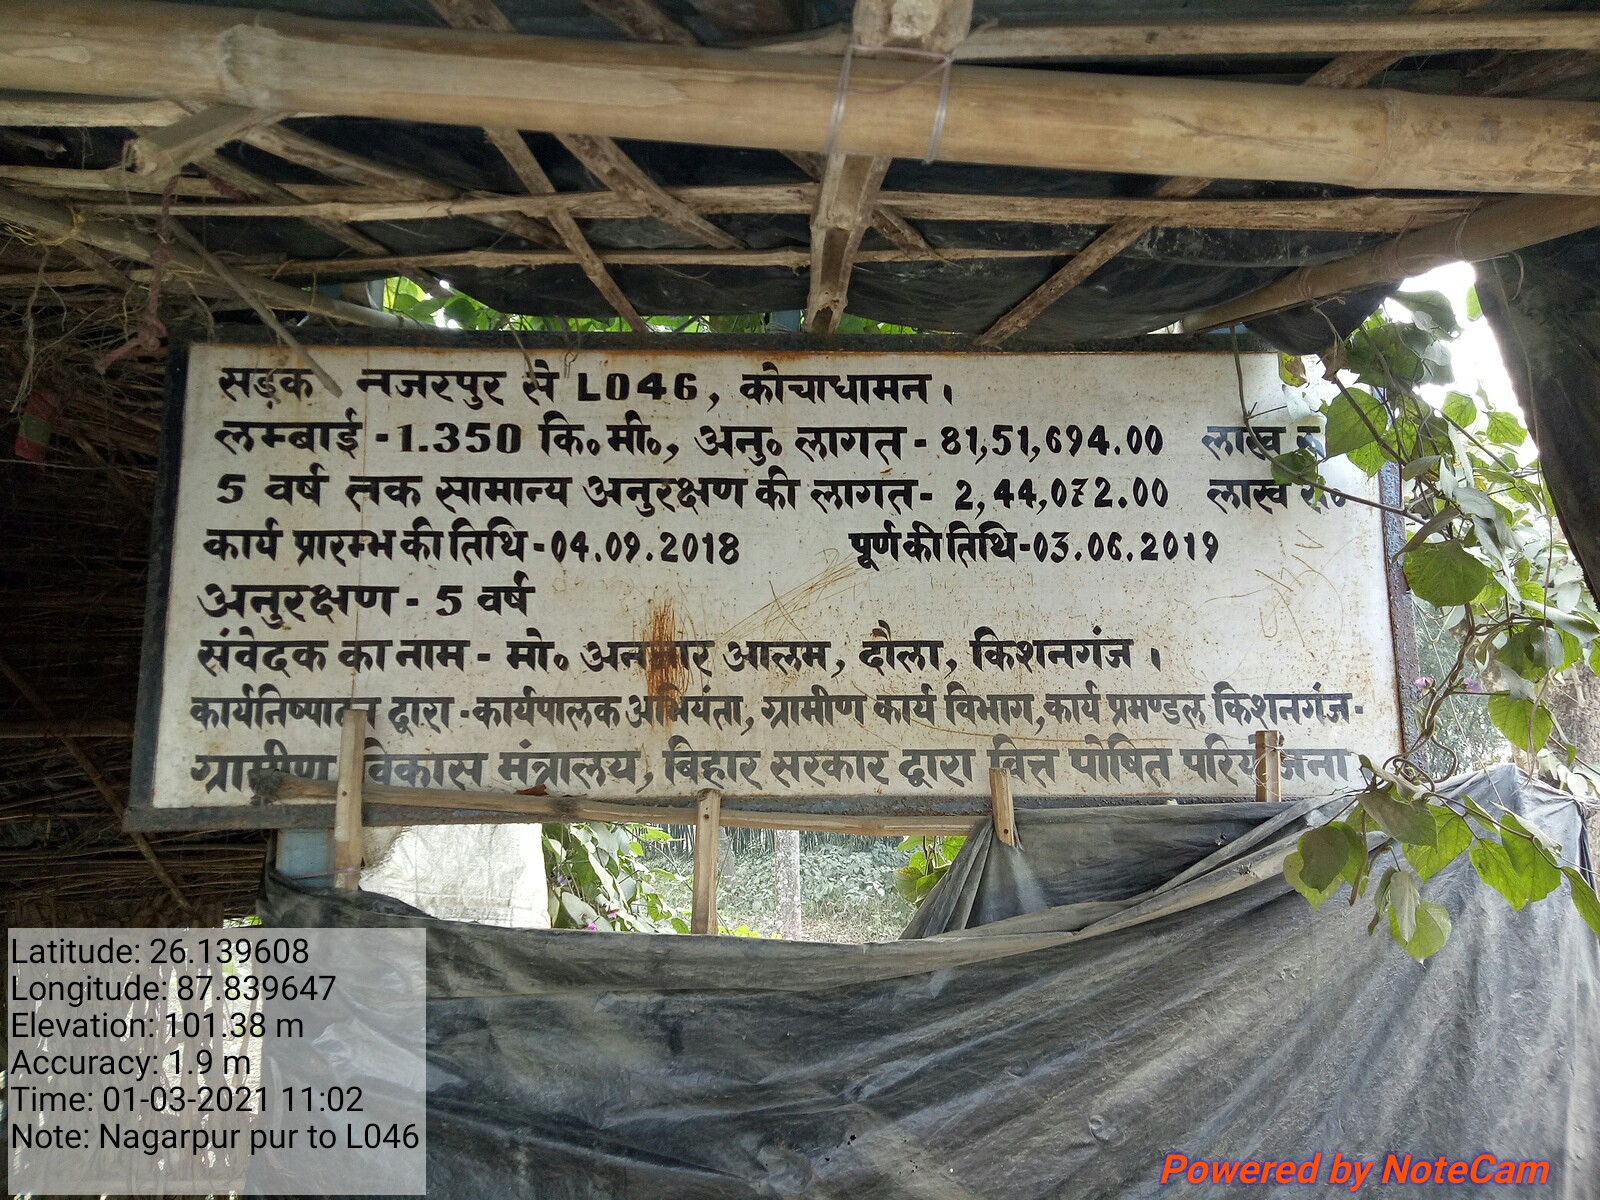 सड़क नजरपुर से L046, कोचाधामन।
लम्बाई - 1.350 कि॰मी॰, अनु॰ लागत - 81,51,694.00 लाख रु
5 वर्ष तक सामान्य अनुरक्षण की लागत - 2,44,072.00 लाख रु०
कार्य प्रारम्भ की तिथि - 04.09.2018 पूर्ण की तिथि - 03.06.2019
अनुरक्षण - 5 वर्ष
संवेदक का नाम - मो॰ आलम, दौला, किशनगंज।
द्वारा - कार्यपालक अभियंता, ग्रामीण कार्य विभाग, कार्य प्रमण्डल किशनगंज -
ग्रामीण विकास मंत्रालय, बिहार सरकार द्वारा वित्त पोषित परियोजना
Latitude: 26.139608
Longitude: 87.839647
Elevation: 101.38 m
Accuracy: 1.9 m
Time: 01-03-2021 11:02
Note: Nagarpur pur to L046
Powered by NoteCam